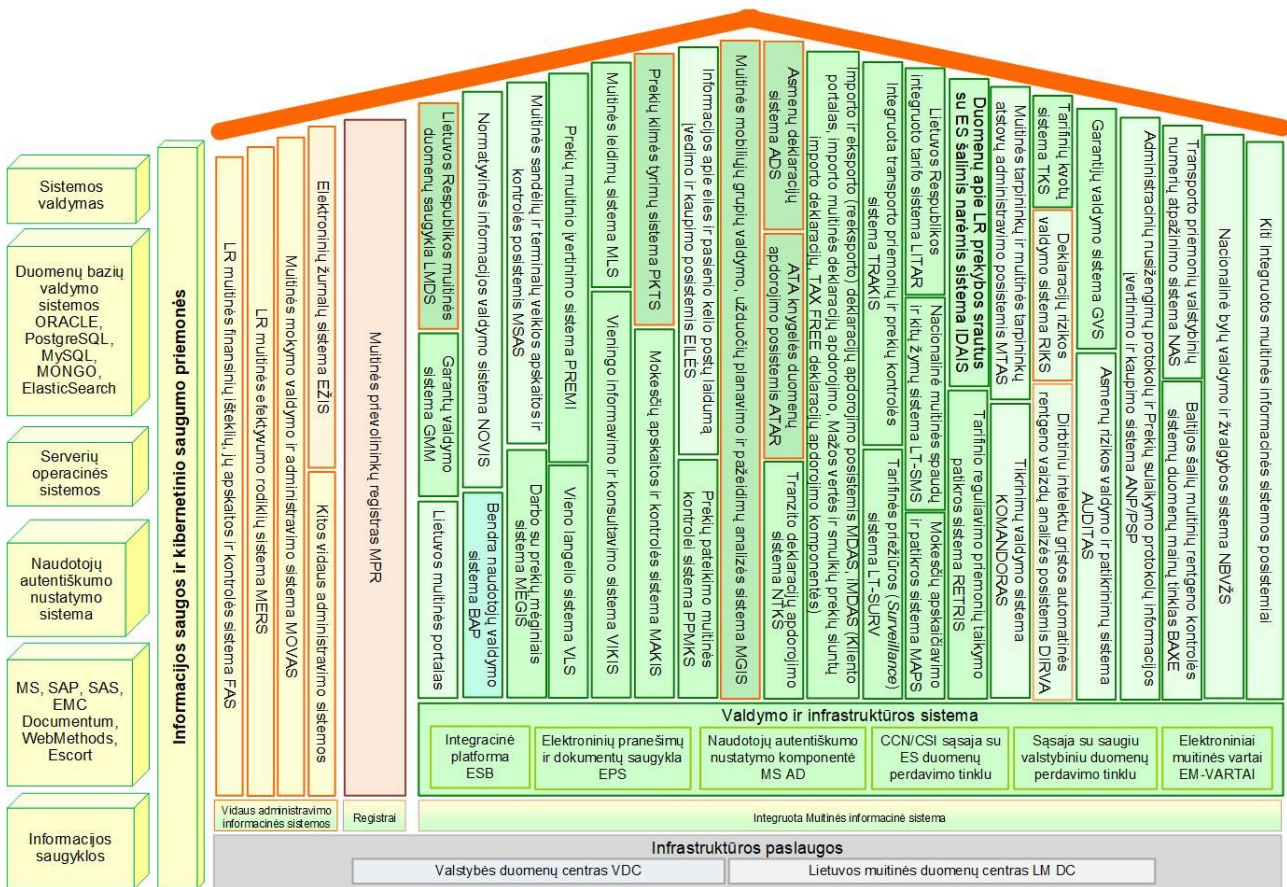 Sistemos
valdymas
Duomenų bazių
valdymo
sistemos
ORACLE,
PostgreSQL,
MySQL,
MONGO,
ElasticSearch
Serverių
operacinės
sistemos
Naudotojų
autentiškumo
nustatymo
sistema
MS, SAP, SAS,
EMC
Documentum,
WebMethods,
Escort
Informacijos
saugyklos
Informacijos saugos ir kibernetinio saugumo priemonės
LR muitinės finansinių išteklių, jų apskaitos ir kontrolės sistema FAS
LR muitinės efektyvumo rodiklių sistema MERS
Muitinės mokymo valdymo ir administravimo sistema MOVAS
Elektroninių žurnalų sistema EŽIS
Kitos vidaus administravimo sistemos
Muitinės prievolininkų registras MPR
Lietuvos Respublikos muitinės
duomenų saugykla LMDS
Garantų valdymo
sistema GMM
Lietuvos muitinės portalas
Normatyvinės informacijos valdymo
sistema NOVIS
Bendra naudotojų valdymo
sistema BAP
Muitinės sandėlių ir terminalų veiklos apskaitos ir
kontrolės posistemis MSAS
Darbo su prekių mėginiais
sistema MĖGIS
Prekių muitinio įvertinimo sistema PREMI
Vieno langelio sistema VLS
Muitinės leidimų sistema MLS
Vieningo informavimo ir konsultavimo sistema VIKIS
Prekių kilmės tyrimų sistema PKTS
Mokesčių apskaitos ir kontrolės sistema MAKIS
Informacijos apie eiles ir pasienio kelio postų laidumą
įvedimo ir kaupimo posistemis EILĖS
Prekių pateikimo muitinės
kontrolei sistema PPMKS
Muitinės mobiliųjų grupių valdymo, užduočių planavimo ir pažeidimų analizės sistema MGIS
Asmenų deklaracijų
sistema ADS
ATA knygelės duomenų
apdorojimo posistemis ATAR
Tranzito deklaracijų apdorojimo
sistema NTKS
Importo ir eksporto (reeksporto) deklaracijų apdorojimo posistemis MDAS, iMDAS (Kliento
portalas, importo muitinės deklaracijų apdorojimo, Mažos vertės ir smulkių prekių siuntų
importo deklaracijų, TAX FREE deklaracijų apdorojimo komponentės)
Integruota transporto priemonių ir prekių kontrolės
sistema TRAKIS
Tarifinės priežiūros (Surveillance)
sistema LT-SURV
Lietuvos Respublikos
integruoto tarifo sistema LITAR
Nacionalinė muitinės spaudų
ir kitų žymų sistema LT-SMS
Mokesčių apskaičiavimo
ir patikros sistema MAPS
Duomenų apie LR prekybos srautus
su ES šalimis narėmis sistema IDAIS
Tarifinio reguliavimo priemonių taikymo
patikros sistema RETRIS
Muitinės tarpininkų ir muitinės tarpininkų
atstovų administravimo posistemis MTAS
Tikrinimų valdymo sistema
KOMANDORAS
Tarifinių kvotų
sistema TKS
Deklaracijų rizikos
valdymo sistema RIKS
Dirbtiniu intelektu grįstos automatinės
rentgeno vaizdų analizės posistemis DIRVA
Garantijų valdymo sistema GVS
Asmenų rizikos valdymo ir patikrinimų sistema
AUDITAS
Administracinių nusižengimų protokolų ir Prekių sulaikymo protokolų informacijos
įvertinimo ir kaupimo sistema ANP/PSP
Transporto priemonių valstybinių
numerių atpažinimo sistema NAS
Baltijos šalių muitinių rentgeno kontrolės
sistemų duomenų mainų tinklas BAXE
Nacionalinė bylų valdymo ir žvalgybos sistema NBVŽS
Kiti Integruotos muitinės informacinės sistemos posistemiai
Valdymo ir infrastruktūros sistema
Integracinė
platforma
ESB
Elektroninių pranešimų
ir dokumentų saugykla
EPS
Naudotojų autentiškumo
nustatymo komponentė
MS AD
CCN/CSI sąsaja su
ES duomenų
perdavimo tinklu
Sąsaja su saugiu
valstybiniu duomenų
perdavimo tinklu
Elektroniniai
muitinės vartai
EM-VARTAI
Vidaus administravimo
informacinės sistemos
Registrai
Integruota Muitinės informacinė sistema
Infrastruktūros paslaugos
Valstybės duomenų centras VDC
Lietuvos muitinės duomenų centras LM DC